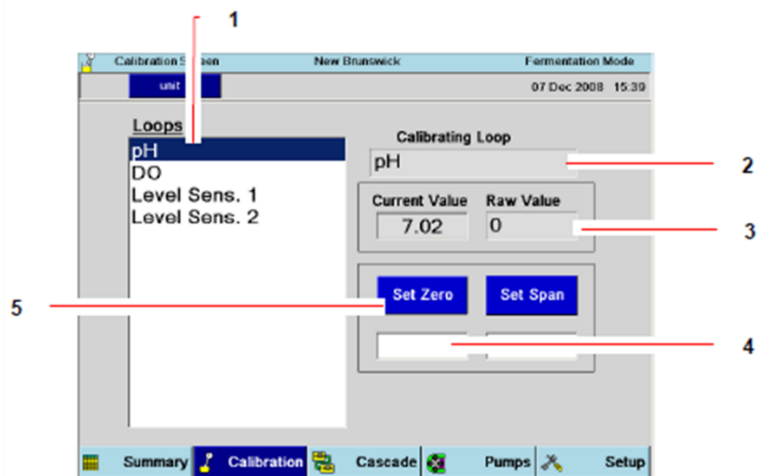 1
Calibration Screen New Brunswick Fermentation Mode
unit 07 Dec 2008 15:39
Loops
pH
DO
Level Sens. 1
Level Sens. 2
Calibrating Loop
pH
2
Current Value Raw Value
7.02 0
3
Set Zero Set Span
5
4
Summary Calibration Cascade Pumps Setup